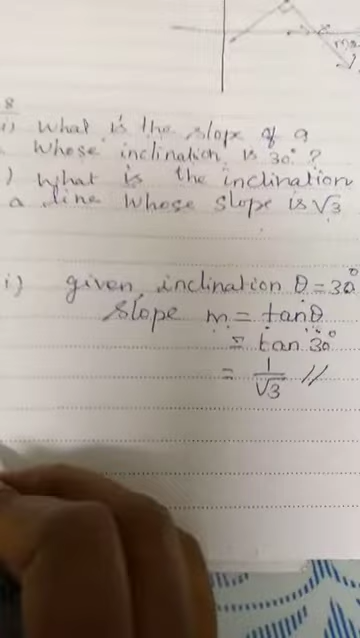 8
i) What is the slope of a
whose inclination is 30° ?
) What is the inclination
a line whose slope is √3
i) given inclination θ = 30°
slope m = tanθ
= tan 30°
= 1/√3 //